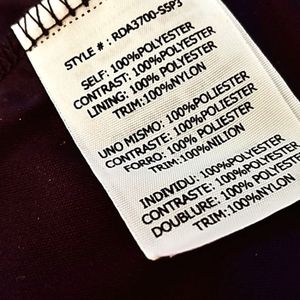 STYLE # : RDA3700-SSP3
SELF: 100%POLYESTER
CONTRAST: 100%POLYESTER
LINING: 100% POLYESTER
TRIM:100%NYLON
UNO MISMO: 100%POLYESTER
CONTRASTE: 100%POLIESTER
FORRO: 100% POLIESTER
TRIM:100%NILION
INDIVIDU: 100%POLYESTER
CONTRASTE: 100%POLYESTER
DOUBLURE: 100%POLYESTER
TRIM:100%NYLON